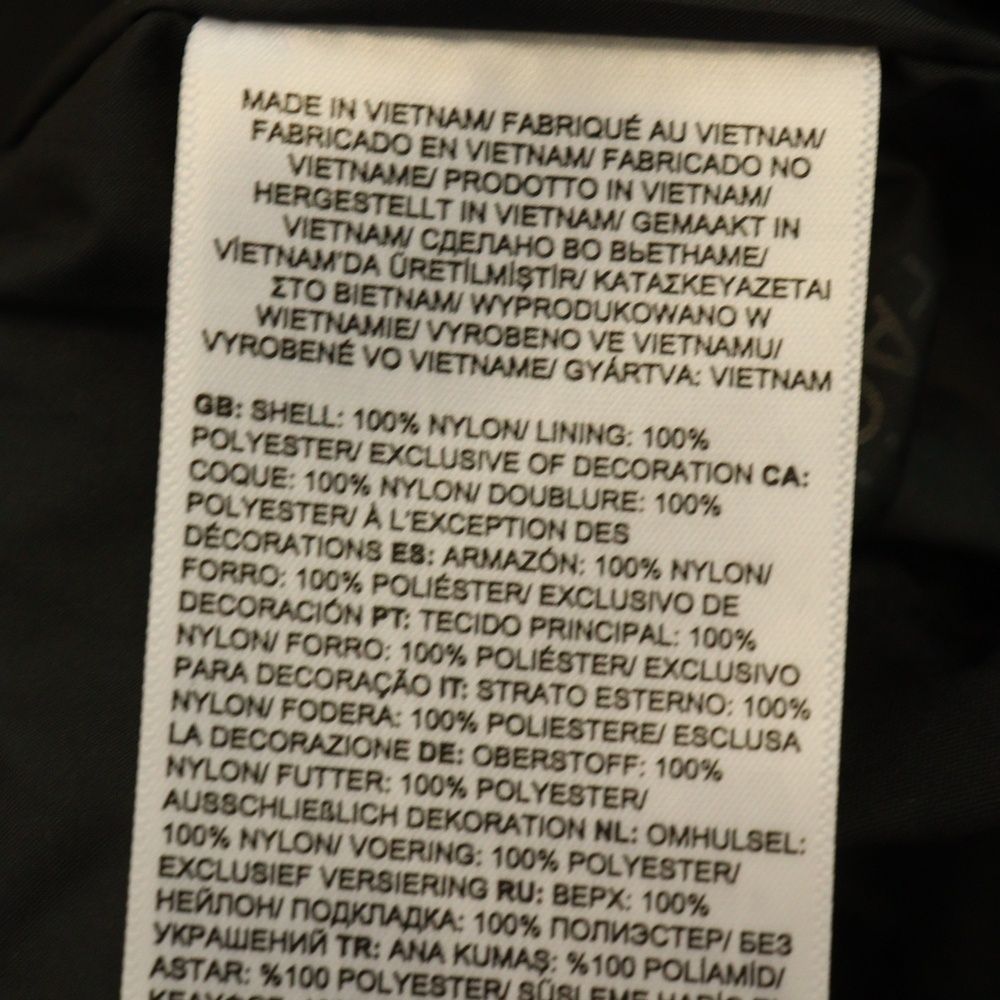 MADE IN VIETNAM/ FABRIQUÉ AU VIETNAM/
FABRICADO EN VIETNAM/ FABRICADO NO
VIETNAME/ PRODOTTO IN VIETNAM/
HERGESTELLT IN VIETNAM/ GEMAAKT IN
VIETNAM/ СДЕЛАНО ВО ВЬЕТНАМЕ/
VİETNAM'DA ÜRETİLMİŞTİR/ ΚΑΤΑΣΚΕΥΑΖΕΤΑΙ
ΣΤΟ ΒΙΕΤΝΑΜ/ WYPRODUKOWANO W
WIETNAMIE/ VYROBENO VE VIETNAMU/
VYROBENÉ VO VIETNAME/ GYÁRTVA: VIETNAM
GB: SHELL: 100% NYLON/ LINING: 100%
POLYESTER/ EXCLUSIVE OF DECORATION CA:
COQUE: 100% NYLON/ DOUBLURE: 100%
POLYESTER/ À L'EXCEPTION DES
DÉCORATIONS ES: ARMAZÓN: 100% NYLON/
FORRO: 100% POLIÉSTER/ EXCLUSIVO DE
DECORACIÓN PT: TECIDO PRINCIPAL: 100%
NYLON/ FORRO: 100% POLIÉSTER/ EXCLUSIVO
PARA DECORAÇÃO IT: STRATO ESTERNO: 100%
NYLON/ FODERA: 100% POLIESTERE/ ESCLUSA
LA DECORAZIONE DE: OBERSTOFF: 100%
NYLON/ FUTTER: 100% POLYESTER/
AUSSCHLIEßLICH DEKORATION NL: OMHULSEL:
100% NYLON/ VOERING: 100% POLYESTER/
EXCLUSIEF VERSIERING RU: ВЕРХ: 100%
НЕЙЛОН/ ПОДКЛАДКА: 100% ПОЛИЭСТЕР/ БЕЗ
УКРАШЕНИЙ TR: ANA KUMAŞ: %100 POLİAMİD/
ASTAR: %100 POLYESTER/ SÜSLEME